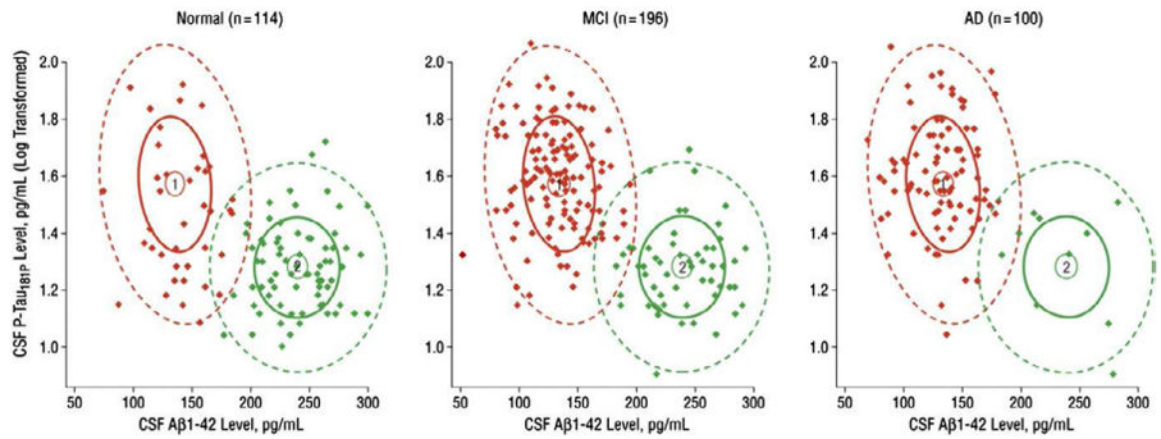 Normal (n=114)
MCI (n=196)
AD (n=100)
CSF P-Tau181P Level, pg/mL (Log Transformed)
2.0
1.8
1.6
1.4
1.2
1.0
1
2
50 100 150 200 250 300
CSF Aβ1-42 Level, pg/mL
2.0
1.8
1.6
1.4
1.2
1.0
1
2
50 100 150 200 250 300
CSF Aβ1-42 Level, pg/mL
2.0
1.8
1.6
1.4
1.2
1.0
1
2
50 100 150 200 250 300
CSF Aβ1-42 Level, pg/mL